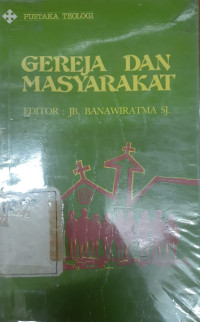 PUSTAKA TEOLOGI
GEREJA DAN
MASYARAKAT
EDITOR : JB. BANAWIRATMA SJ.